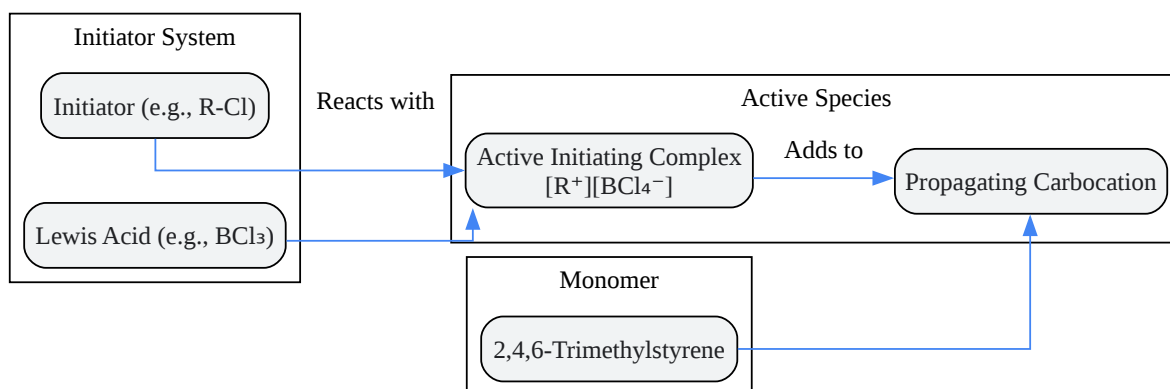 Initiator System
Initiator (e.g., R-Cl)
Lewis Acid (e.g., BCl₃)
Reacts with
Active Species
Active Initiating Complex
[R⁺][BCl₄⁻]
Adds to
Propagating Carbocation
Monomer
2,4,6-Trimethylstyrene